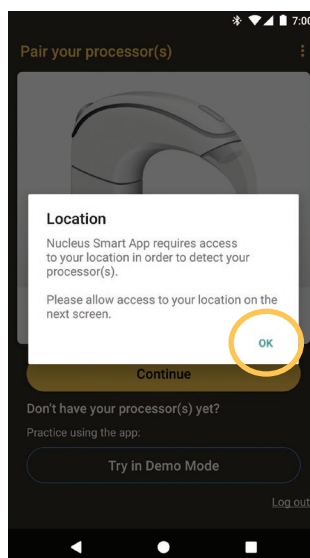 7:00
Pair your processor(s)
Location
Nucleus Smart App requires access
to your location in order to detect your
processor(s).
Please allow access to your location on the
next screen.
OK
Continue
Don't have your processor(s) yet?
Practice using the app:
Try in Demo Mode
Log out